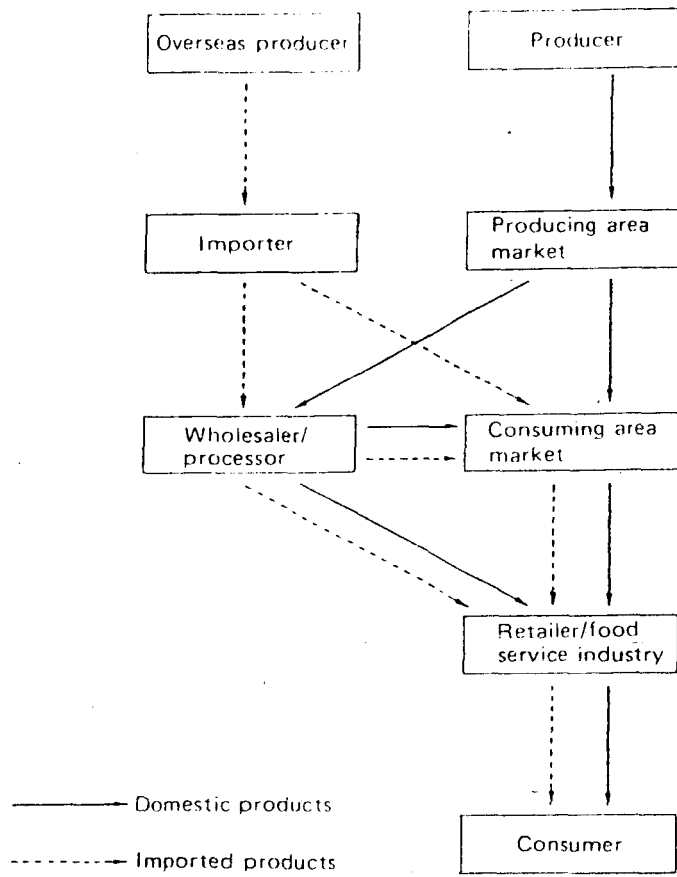 Overseas producer
Producer
Importer
Producing area
market
Wholesaler/
processor
Consuming area
market
Retailer/food
service industry
Consumer
Domestic products
Imported products